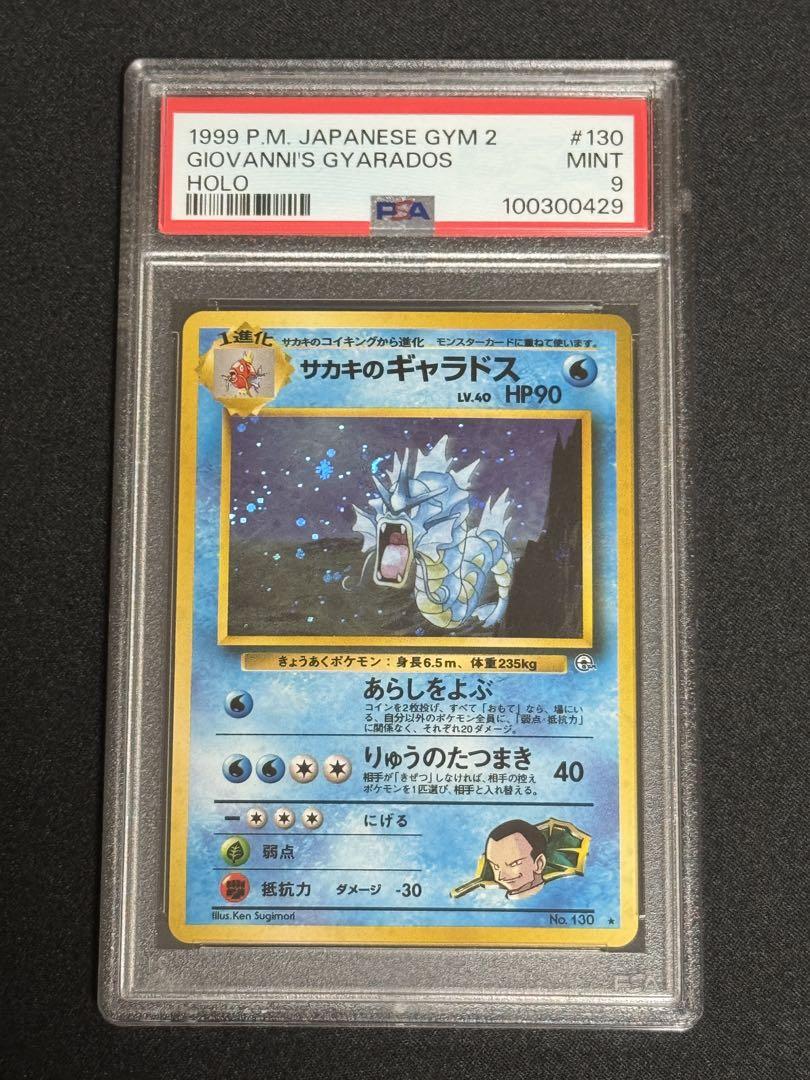 1999 P.M. JAPANESE GYM 2 #130
GIOVANNI'S GYARADOS MINT
HOLO 9
PSA 100300429
1進化 サカキのコイキングから進化 モンスターカードに重ねて使います。
サカキのギャラドス
LV.40 HP90
きょうあくポケモン：身長6.5m、体重235kg
あらしをよぶ
コインを2枚投げ、すべて「おもて」なら、場にい
る、自分以外のポケモン全員に、「弱点・抵抗力」
に関係なく、それぞれ20ダメージ。
りゅうのたつまき 40
相手が「きぜつ」しなければ、相手の控え
ポケモンを1匹選び、相手と入れ替える。
にげる
弱点
抵抗力 ダメージ -30
Illus.Ken Sugimori No.130 ★
PSA